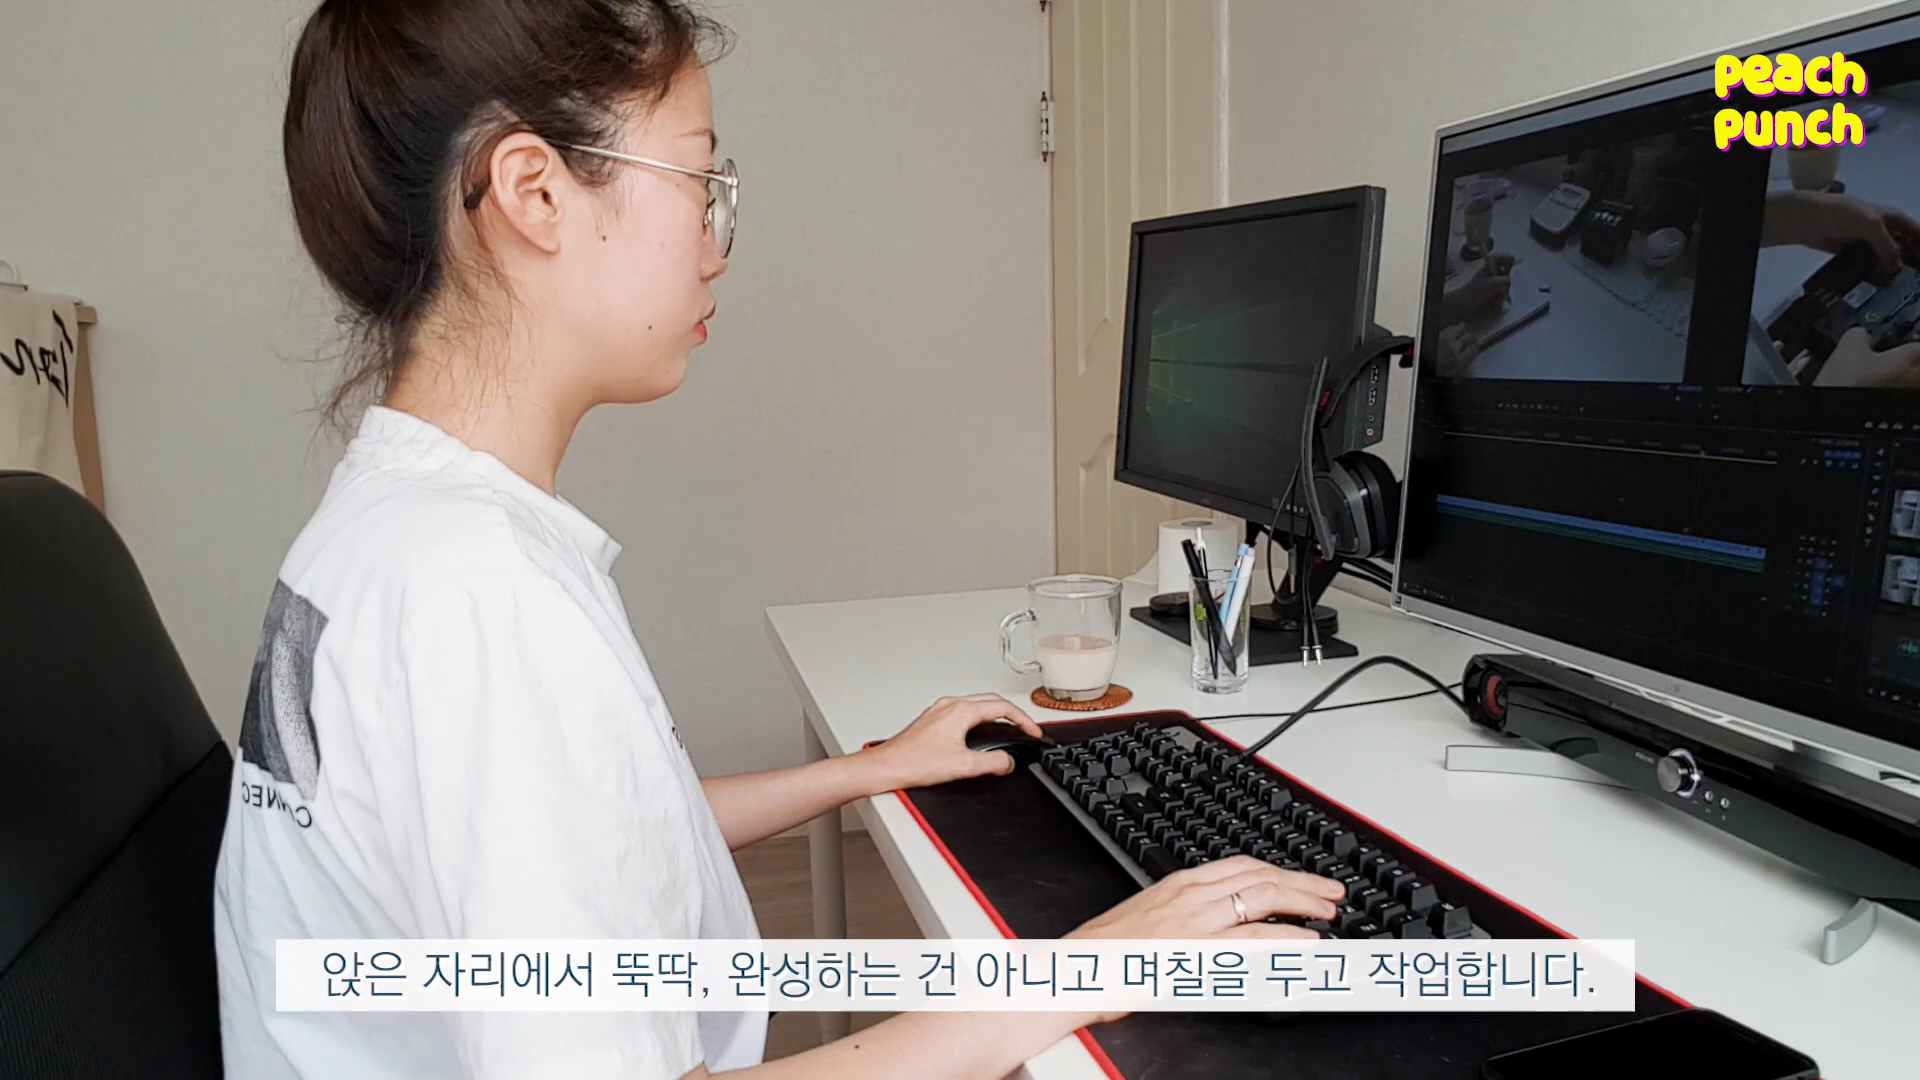 peach
punch
앉은 자리에서 뚝딱, 완성하는 건 아니고 며칠을 두고 작업합니다.